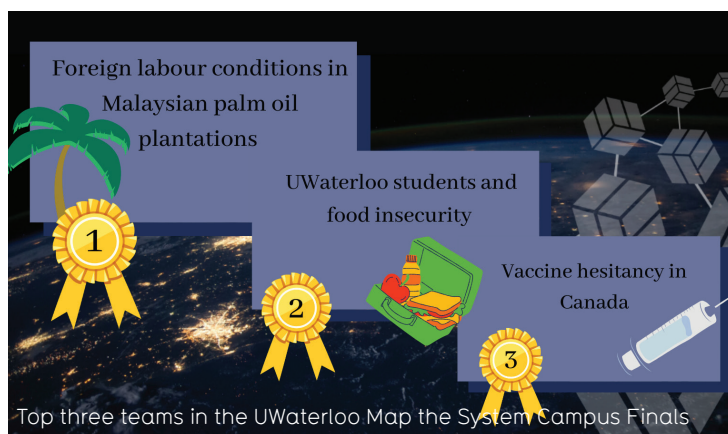 Foreign labour conditions in
Malaysian palm oil
plantations
1
UWaterloo students and
food insecurity
2
Vaccine hesitancy in
Canada
3
Top three teams in the UWaterloo Map the System Campus Finals